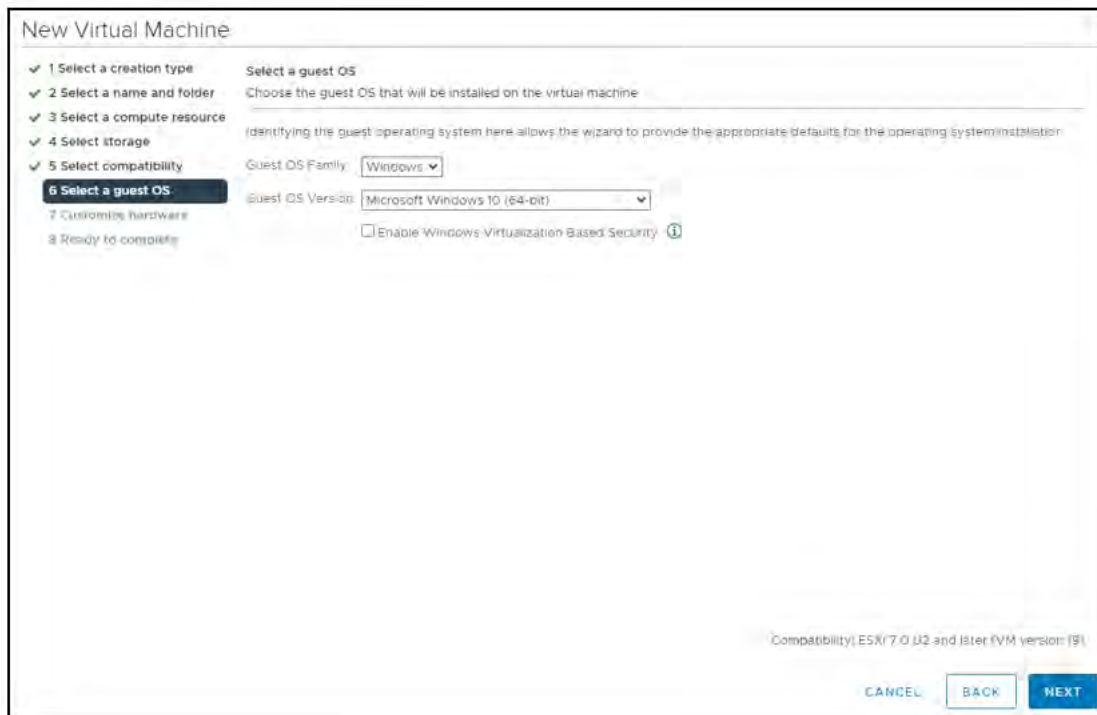 New Virtual Machine
✓ 1 Select a creation type
✓ 2 Select a name and folder
✓ 3 Select a compute resource
✓ 4 Select storage
✓ 5 Select compatibility
6 Select a guest OS
7 Customize hardware
8 Ready to complete
Select a guest OS
Choose the guest OS that will be installed on the virtual machine
Identifying the guest operating system here allows the wizard to provide the appropriate defaults for the operating system installation
Guest OS Family: Windows
Guest OS Version: Microsoft Windows 10 (64-bit)
Enable Windows Virtualization Based Security
Compatibility: ESXi 7.0 U2 and later (VM version 19)
CANCEL BACK NEXT